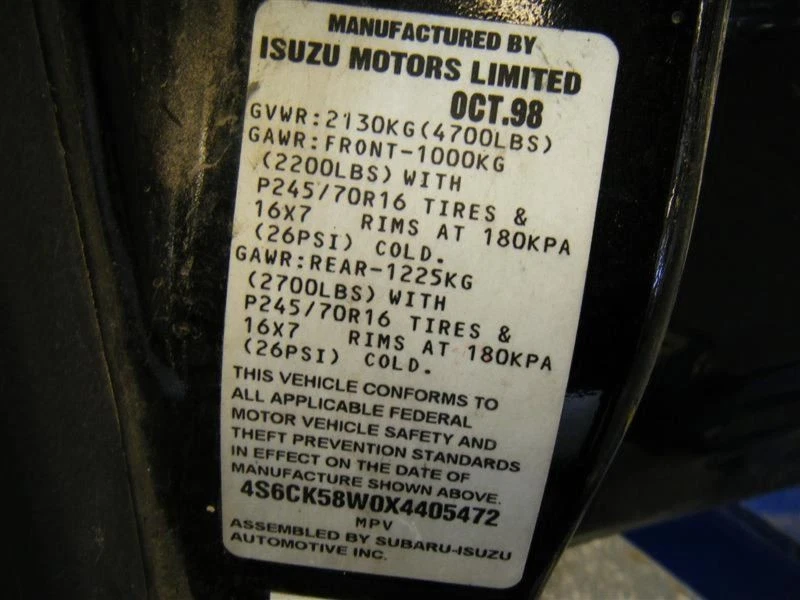 MANUFACTURED BY
ISUZU MOTORS LIMITED
OCT.98
GVWR:2130KG(4700LBS)
GAWR:FRONT-1000KG
(2200LBS) WITH
P245/70R16 TIRES &
16X7 RIMS AT 180KPA
(26PSI) COLD.
GAWR:REAR-1225KG
(2700LBS) WITH
P245/70R16 TIRES &
16X7 RIMS AT 180KPA
(26PSI) COLD.
THIS VEHICLE CONFORMS TO
ALL APPLICABLE FEDERAL
MOTOR VEHICLE SAFETY AND
THEFT PREVENTION STANDARDS
IN EFFECT ON THE DATE OF
MANUFACTURE SHOWN ABOVE.
4S6CK58W0X4405472
MPV
ASSEMBLED BY SUBARU-ISUZU
AUTOMOTIVE INC.